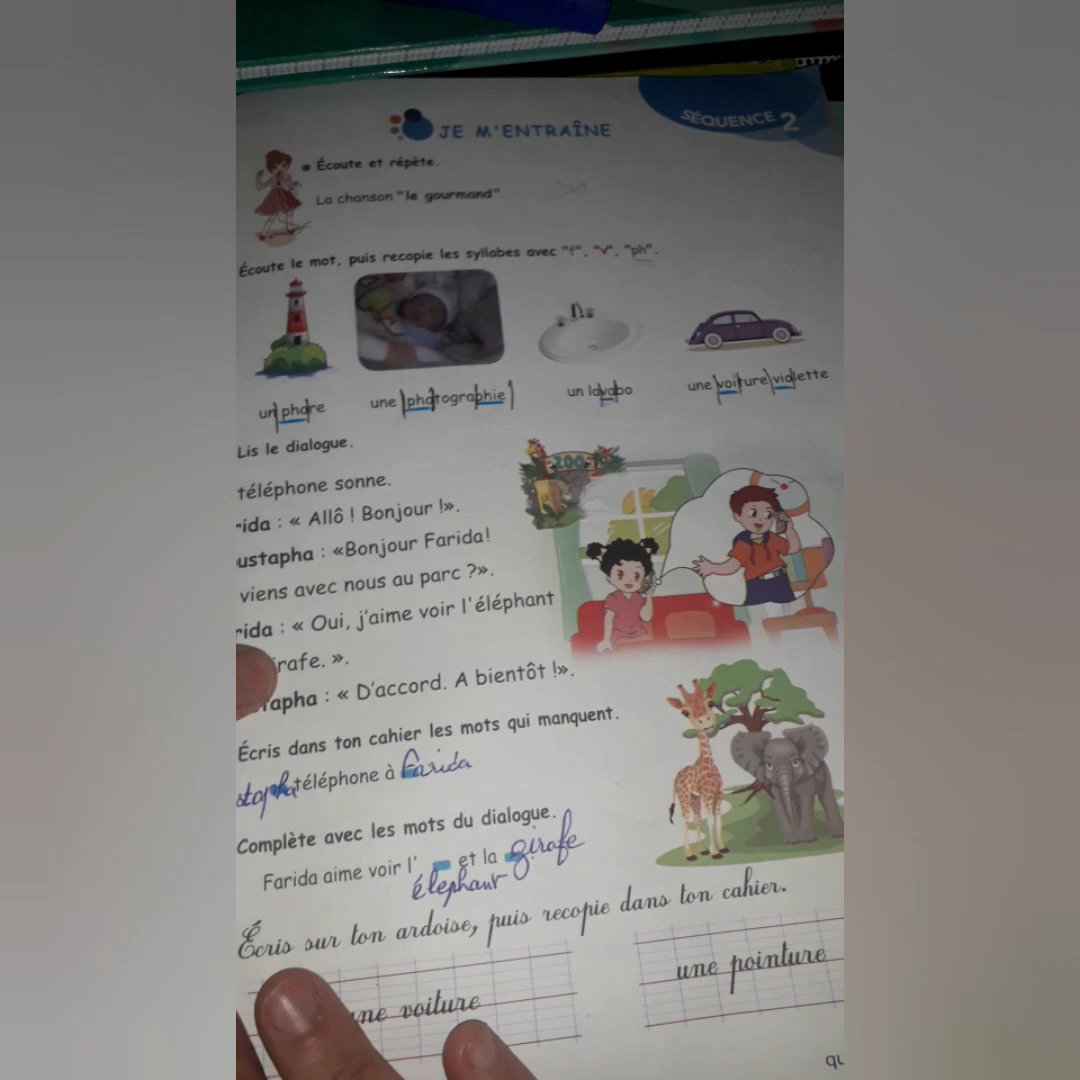 SÉQUENCE 2
JE M'ENTRAÎNE
Écoute et répète.
La chanson "le gourmand".
Écoute le mot, puis recopie les syllabes avec "f", "v", "ph".
un phare
une photographie
un lavabo
une voiture violette
Lis le dialogue.
ZOO
téléphone sonne.
rida : « Allô ! Bonjour !».
ustapha : «Bonjour Farida!
viens avec nous au parc ?».
rida : « Oui, j'aime voir l'éléphant
rafe. ».
tapha : « D'accord. A bientôt !».
Écris dans ton cahier les mots qui manquent.
stapha téléphone à Farida
Complète avec les mots du dialogue.
Farida aime voir l' et la girafe
éléphant
Écris sur ton ardoise, puis recopie dans ton cahier.
une voiture
une pointure
qu